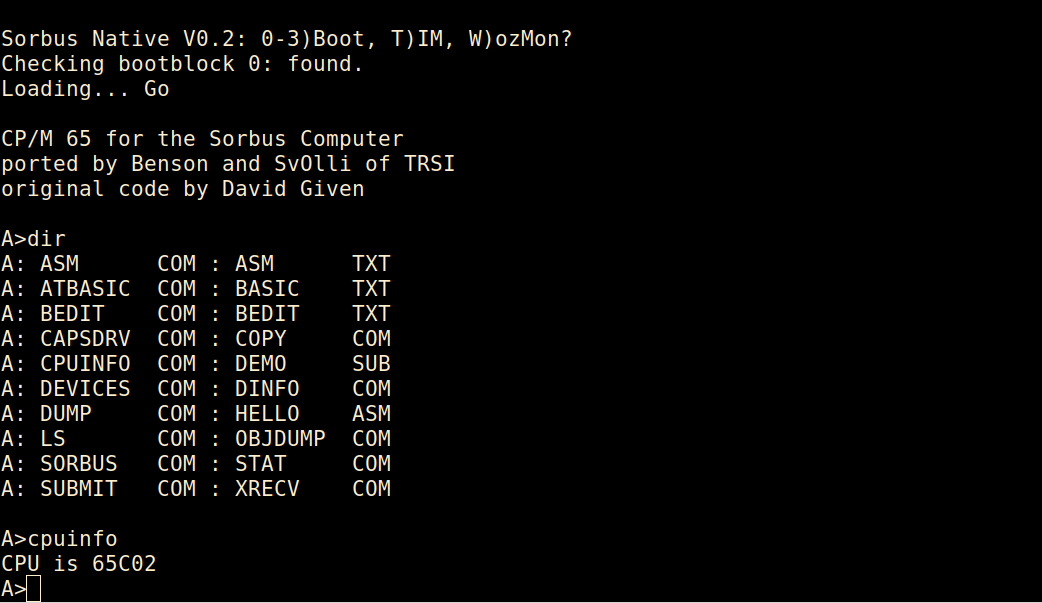 Sorbus Native V0.2: 0-3)Boot, T)IM, W)ozMon?
Checking bootblock 0: found.
Loading... Go
CP/M 65 for the Sorbus Computer
ported by Benson and SvOlli of TRSI
original code by David Given
A>dir
A: ASM      COM : ASM      TXT
A: ATBASIC  COM : BASIC    TXT
A: BEDIT    COM : BEDIT    TXT
A: CAPSDRV  COM : COPY     COM
A: CPUINFO  COM : DEMO     SUB
A: DEVICES  COM : DINFO    COM
A: DUMP     COM : HELLO    ASM
A: LS       COM : OBJDUMP  COM
A: SORBUS   COM : STAT     COM
A: SUBMIT   COM : XRECV    COM
A>cpuinfo
CPU is 65C02
A>